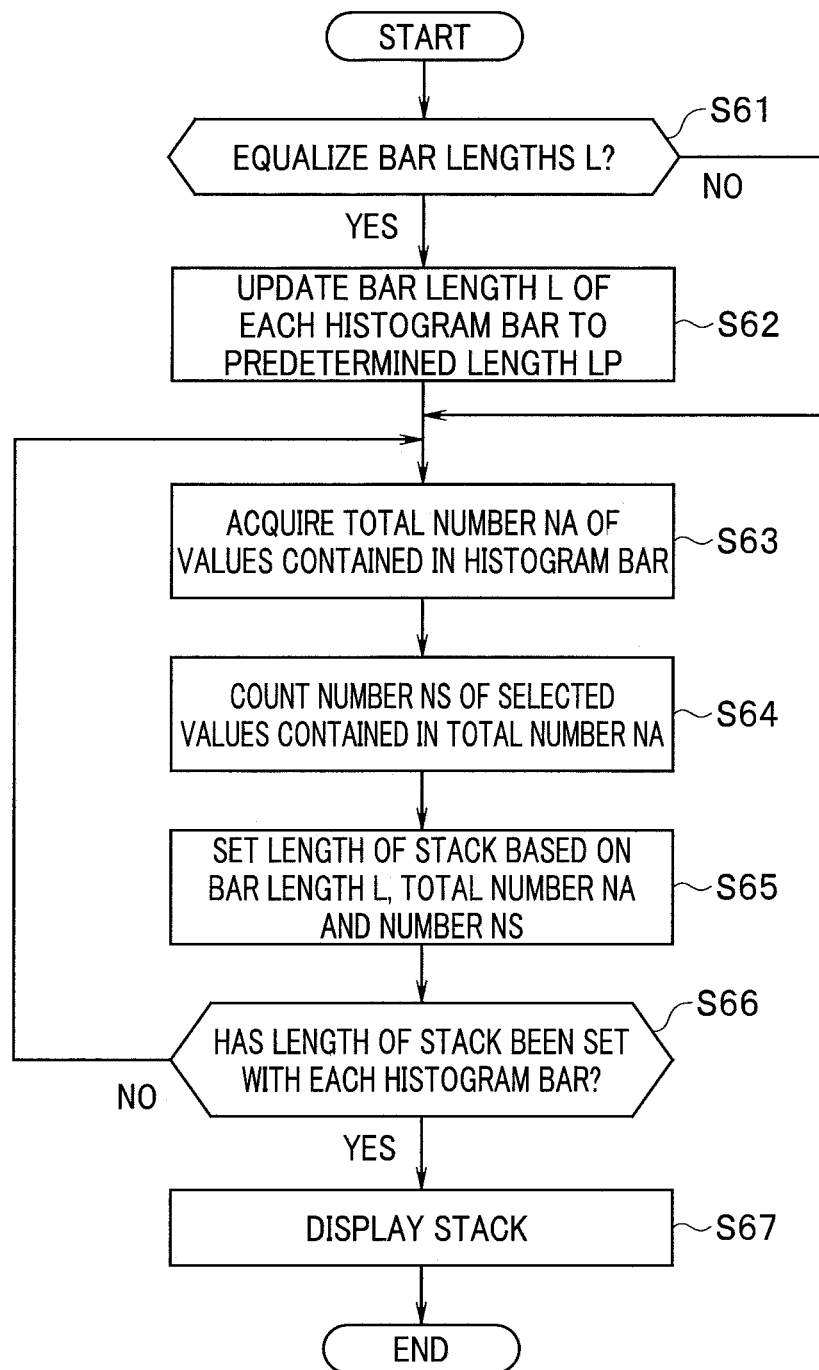 START
S61
EQUALIZE BAR LENGTHS L?
NO
YES
UPDATE BAR LENGTH L OF
EACH HISTOGRAM BAR TO
PREDETERMINED LENGTH LP
S62
ACQUIRE TOTAL NUMBER NA OF
VALUES CONTAINED IN HISTOGRAM BAR
S63
COUNT NUMBER NS OF SELECTED
VALUES CONTAINED IN TOTAL NUMBER NA
S64
SET LENGTH OF STACK BASED ON
BAR LENGTH L, TOTAL NUMBER NA
AND NUMBER NS
S65
S66
HAS LENGTH OF STACK BEEN SET
WITH EACH HISTOGRAM BAR?
NO
YES
DISPLAY STACK
S67
END